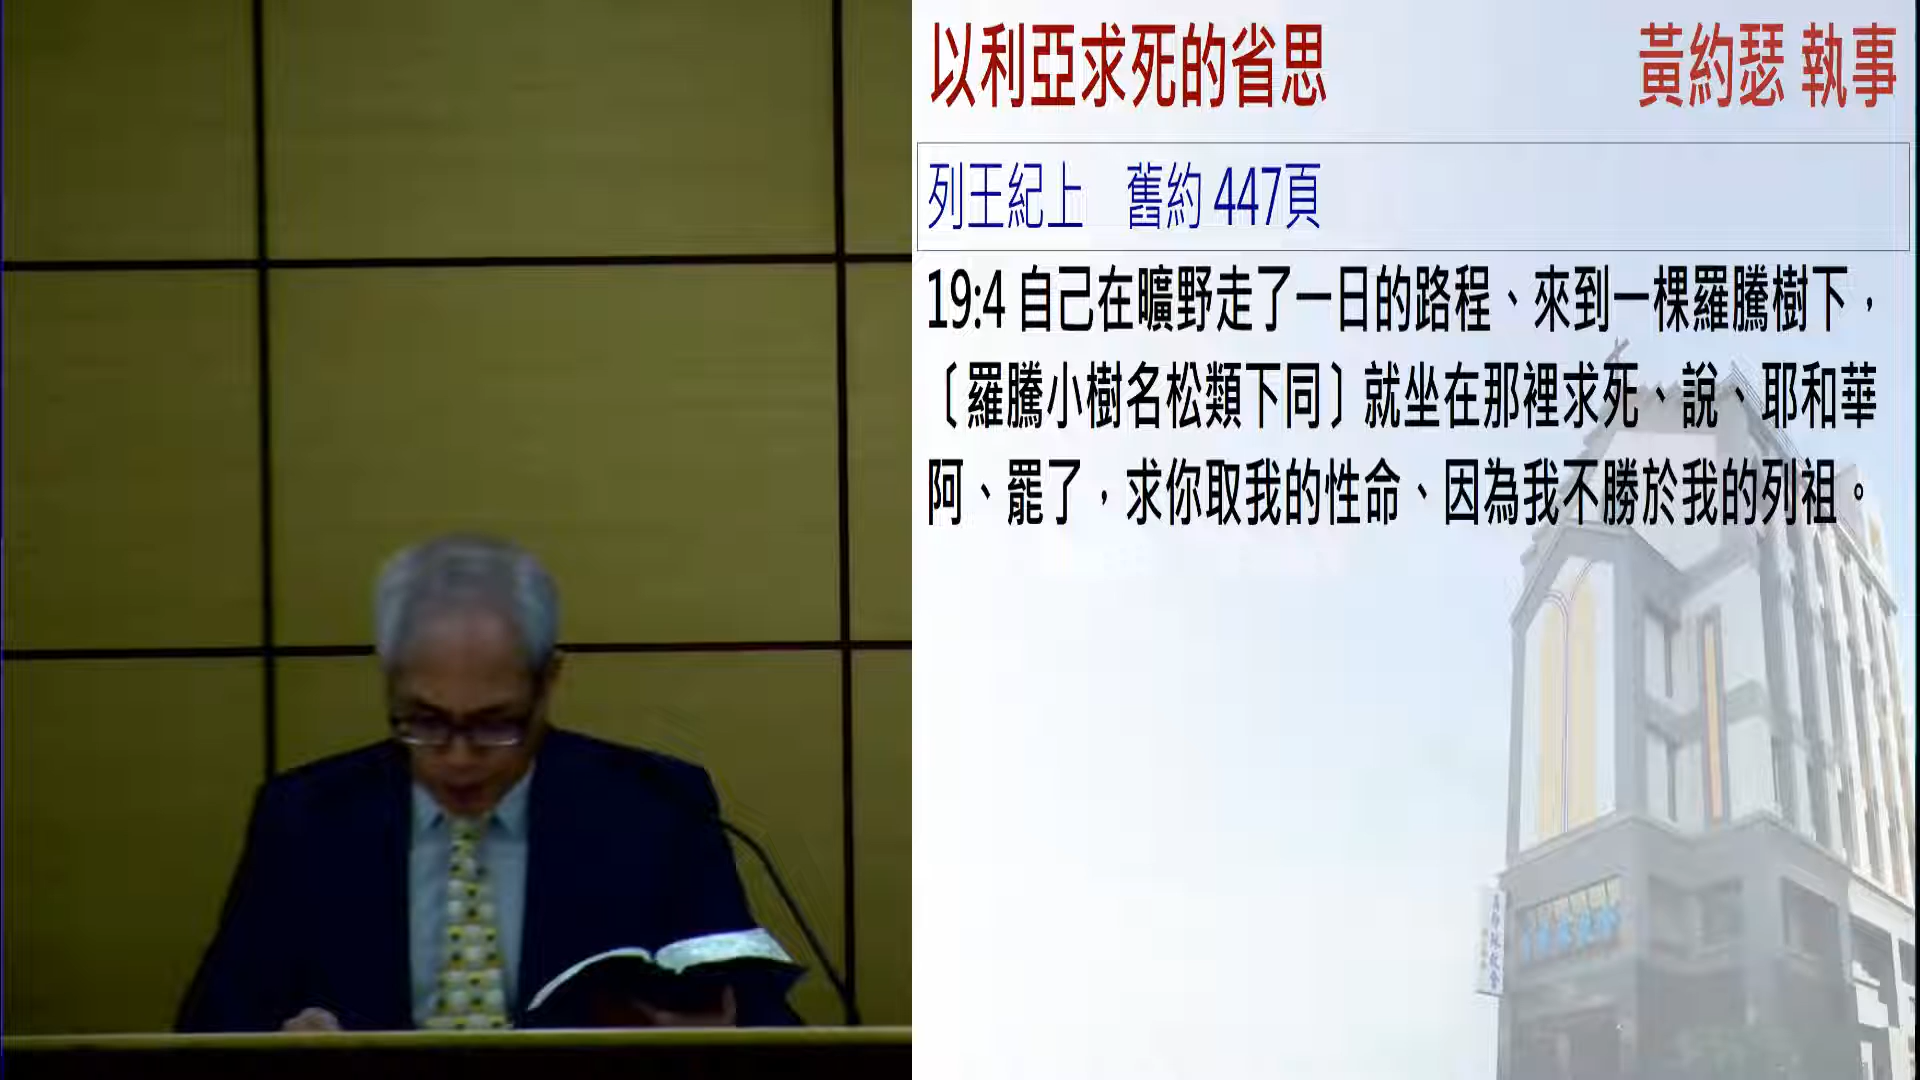 以利亞求死的省思
黃約瑟 執事
列王紀上 舊約 447頁
19:4 自己在曠野走了一日的路程、來到一棵羅騰樹下，
〔羅騰小樹名松類下同〕就坐在那裡求死、說、耶和華
阿、罷了，求你取我的性命、因為我不勝於我的列祖。